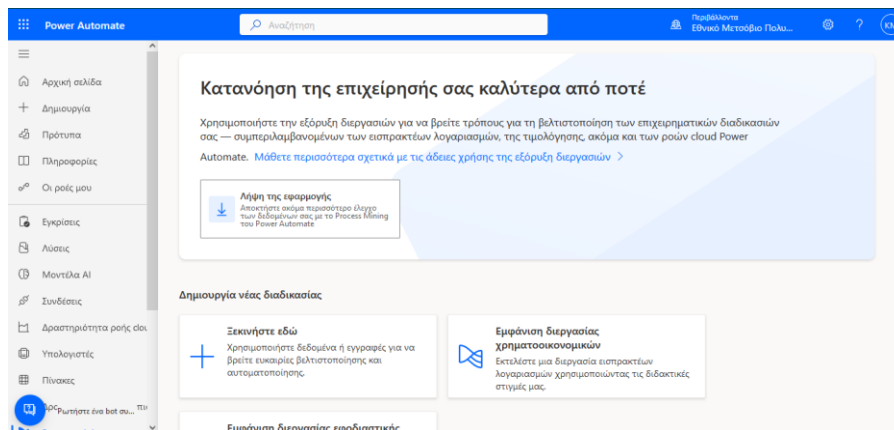 Power Automate
Αναζήτηση
Περιβάλλοντα
Εθνικό Μετσόβιο Πολυ...
?
KM
Αρχική σελίδα
Δημιουργία
Πρότυπα
Πληροφορίες
Οι ροές μου
Εγκρίσεις
Λύσεις
Μοντέλα AI
Συνδέσεις
Δραστηριότητα ροής clou
Υπολογιστές
Πίνακες
Ρωτήστε ένα bot συ...
Κατανόηση της επιχείρησής σας καλύτερα από ποτέ
Χρησιμοποιήστε την εξόρυξη διεργασιών για να βρείτε τρόπους για τη βελτιστοποίηση των επιχειρηματικών διαδικασιών
σας — συμπεριλαμβανομένων των εισπρακτέων λογαριασμών, της τιμολόγησης, ακόμα και των ροών cloud Power
Automate. Μάθετε περισσότερα σχετικά με τις άδειες χρήσης της εξόρυξη διεργασιών
Λήψη της εφαρμογής
Αποκτήστε ακόμα περισσότερο έλεγχο
των δεδομένων σας με το Process Mining
του Power Automate
Δημιουργία νέας διαδικασίας
Ξεκινήστε εδώ
Χρησιμοποιήστε δεδομένα ή εγγραφές για να
βρείτε ευκαιρίες βελτιστοποίησης και
αυτοματοποίησης.
Εμφάνιση διεργασίας
χρηματοοικονομικών
Εκτελέστε μια διεργασία εισπρακτέων
λογαριασμών χρησιμοποιώντας τις διδακτικές
στιγμές μας.
Εμφάνιση διεργασίας εφοδιαστικής